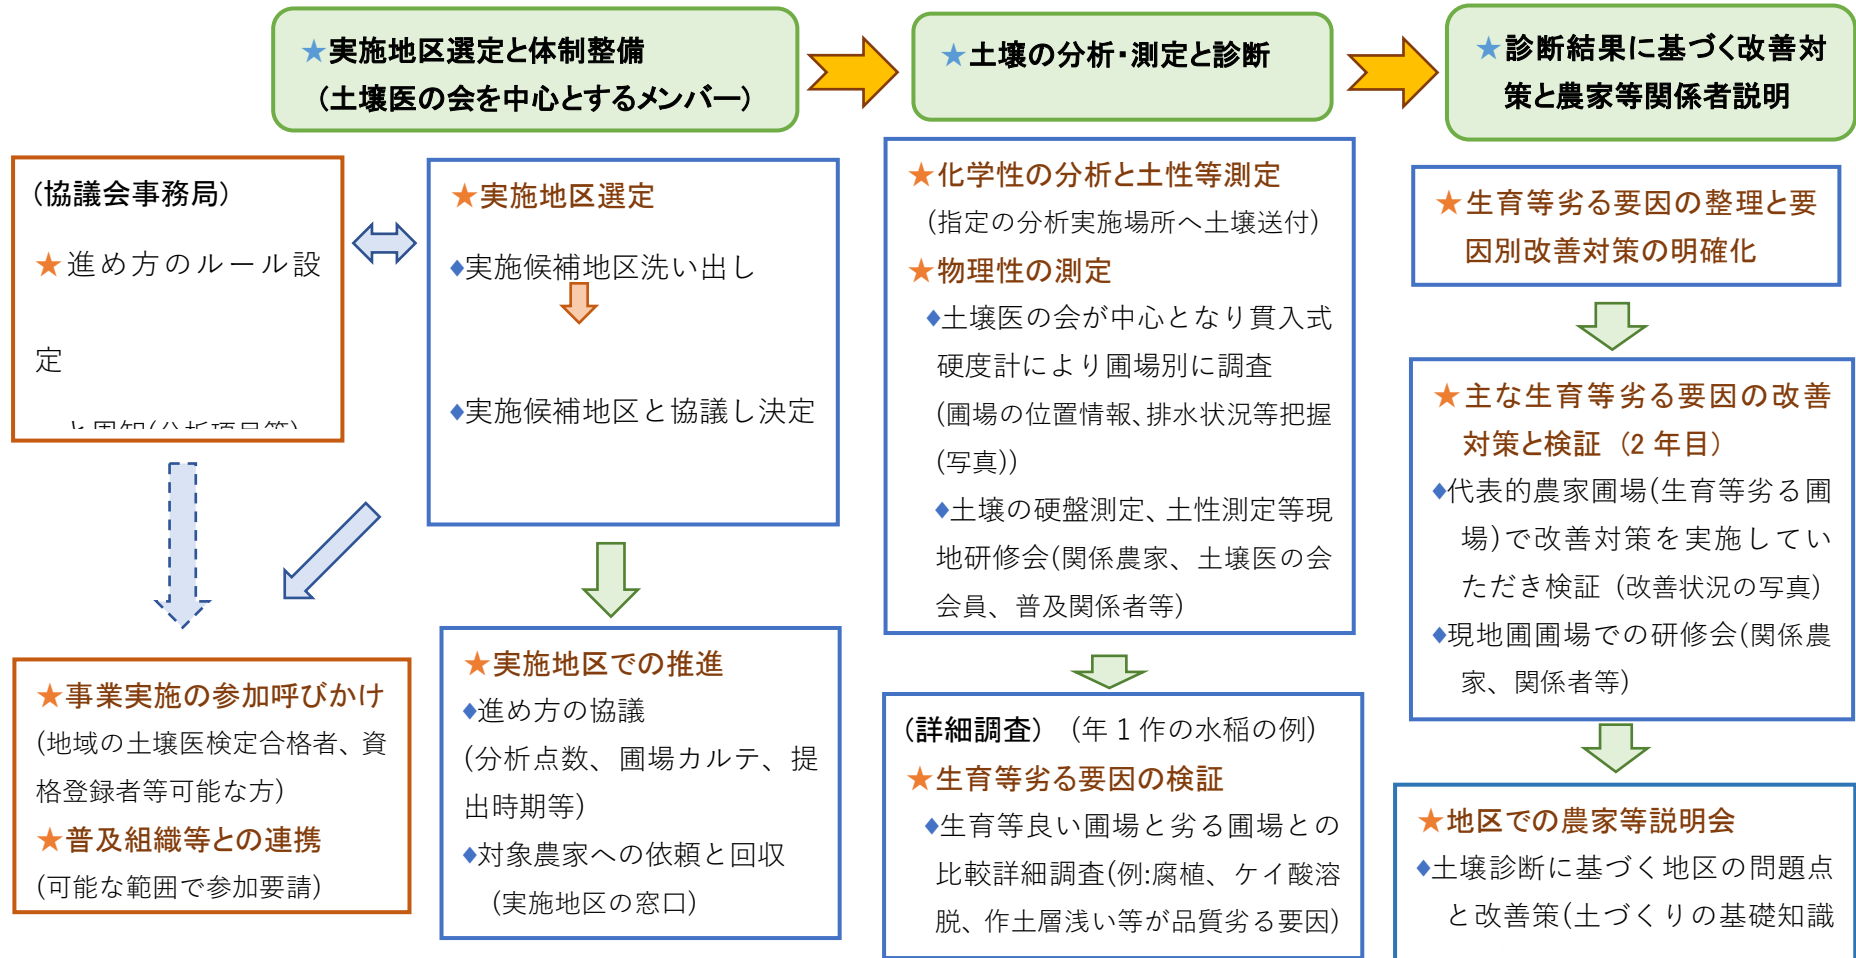 ★実施地区選定と体制整備
(土壌医の会を中心とするメンバー)
★土壌の分析・測定と診断
★診断結果に基づく改善対
策と農家等関係者説明
(協議会事務局)
★進め方のルール設
定
と周知(分析項目等)
★実施地区選定
♦実施候補地区洗い出し
♦実施候補地区と協議し決定
★事業実施の参加呼びかけ
(地域の土壌医検定合格者、資
格登録者等可能な方)
★普及組織等との連携
(可能な範囲で参加要請)
★実施地区での推進
♦進め方の協議
(分析点数、圃場カルテ、提
出時期等)
♦対象農家への依頼と回収
(実施地区の窓口)
★化学性の分析と土性等測定
(指定の分析実施場所へ土壌送付)
★物理性の測定
♦土壌医の会が中心となり貫入式
硬度計により圃場別に調査
(圃場の位置情報、排水状況等把握
(写真))
♦土壌の硬盤測定、土性測定等現
地研修会(関係農家、土壌医の会
会員、普及関係者等)
(詳細調査) (年1作の水稲の例)
★生育等劣る要因の検証
♦生育等良い圃場と劣る圃場との
比較詳細調査(例:腐植、ケイ酸溶
脱、作土層浅い等が品質劣る要因)
★生育等劣る要因の整理と要
因別改善対策の明確化
★主な生育等劣る要因の改善
対策と検証 (2年目)
♦代表的農家圃場(生育等劣る圃
場)で改善対策を実施してい
ただき検証 (改善状況の写真)
♦現地圃圃場での研修会(関係農
家、関係者等)
★地区での農家等説明会
♦土壌診断に基づく地区の問題点
と改善策(土づくりの基礎知識